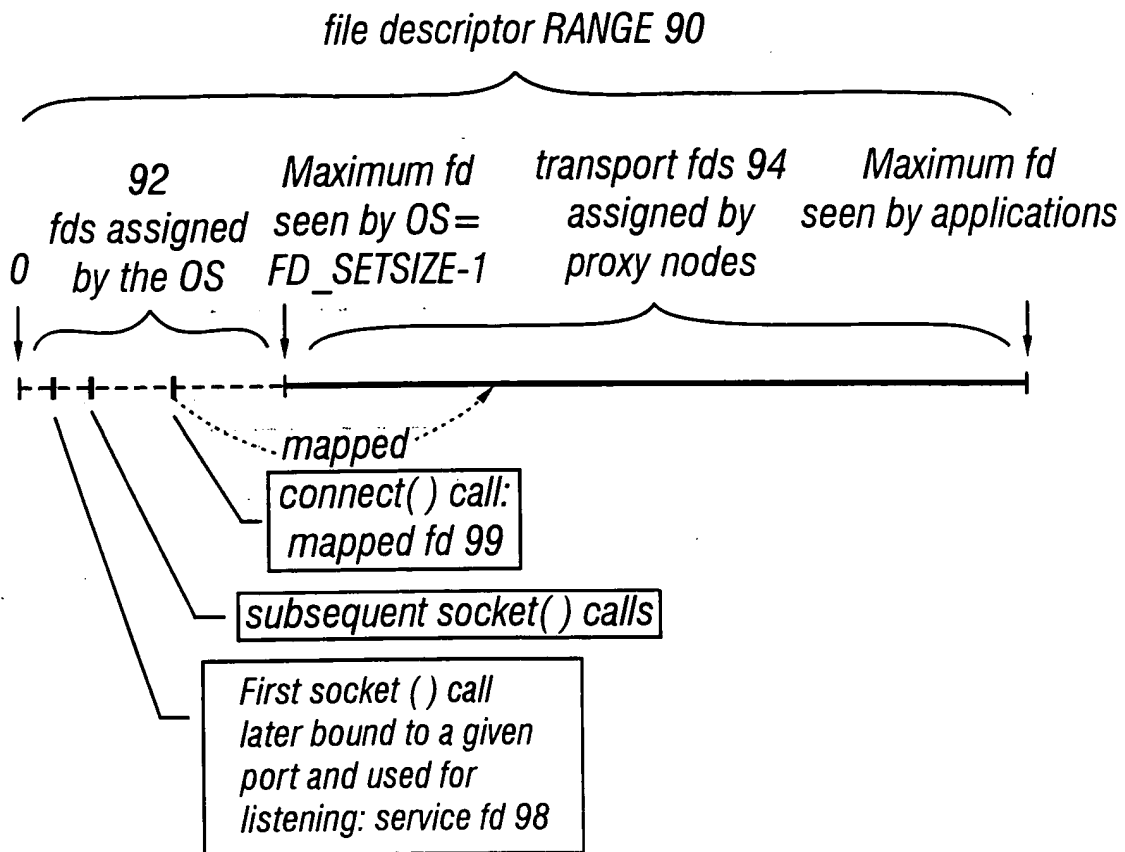 file descriptor RANGE 90
92
fds assigned
by the OS
0
Maximum fd
seen by OS=
FD_SETSIZE-1
transport fds 94
assigned by
proxy nodes
Maximum fd
seen by applications
mapped
connect( ) call:
mapped fd 99
subsequent socket( ) calls
First socket ( ) call
later bound to a given
port and used for
listening: service fd 98